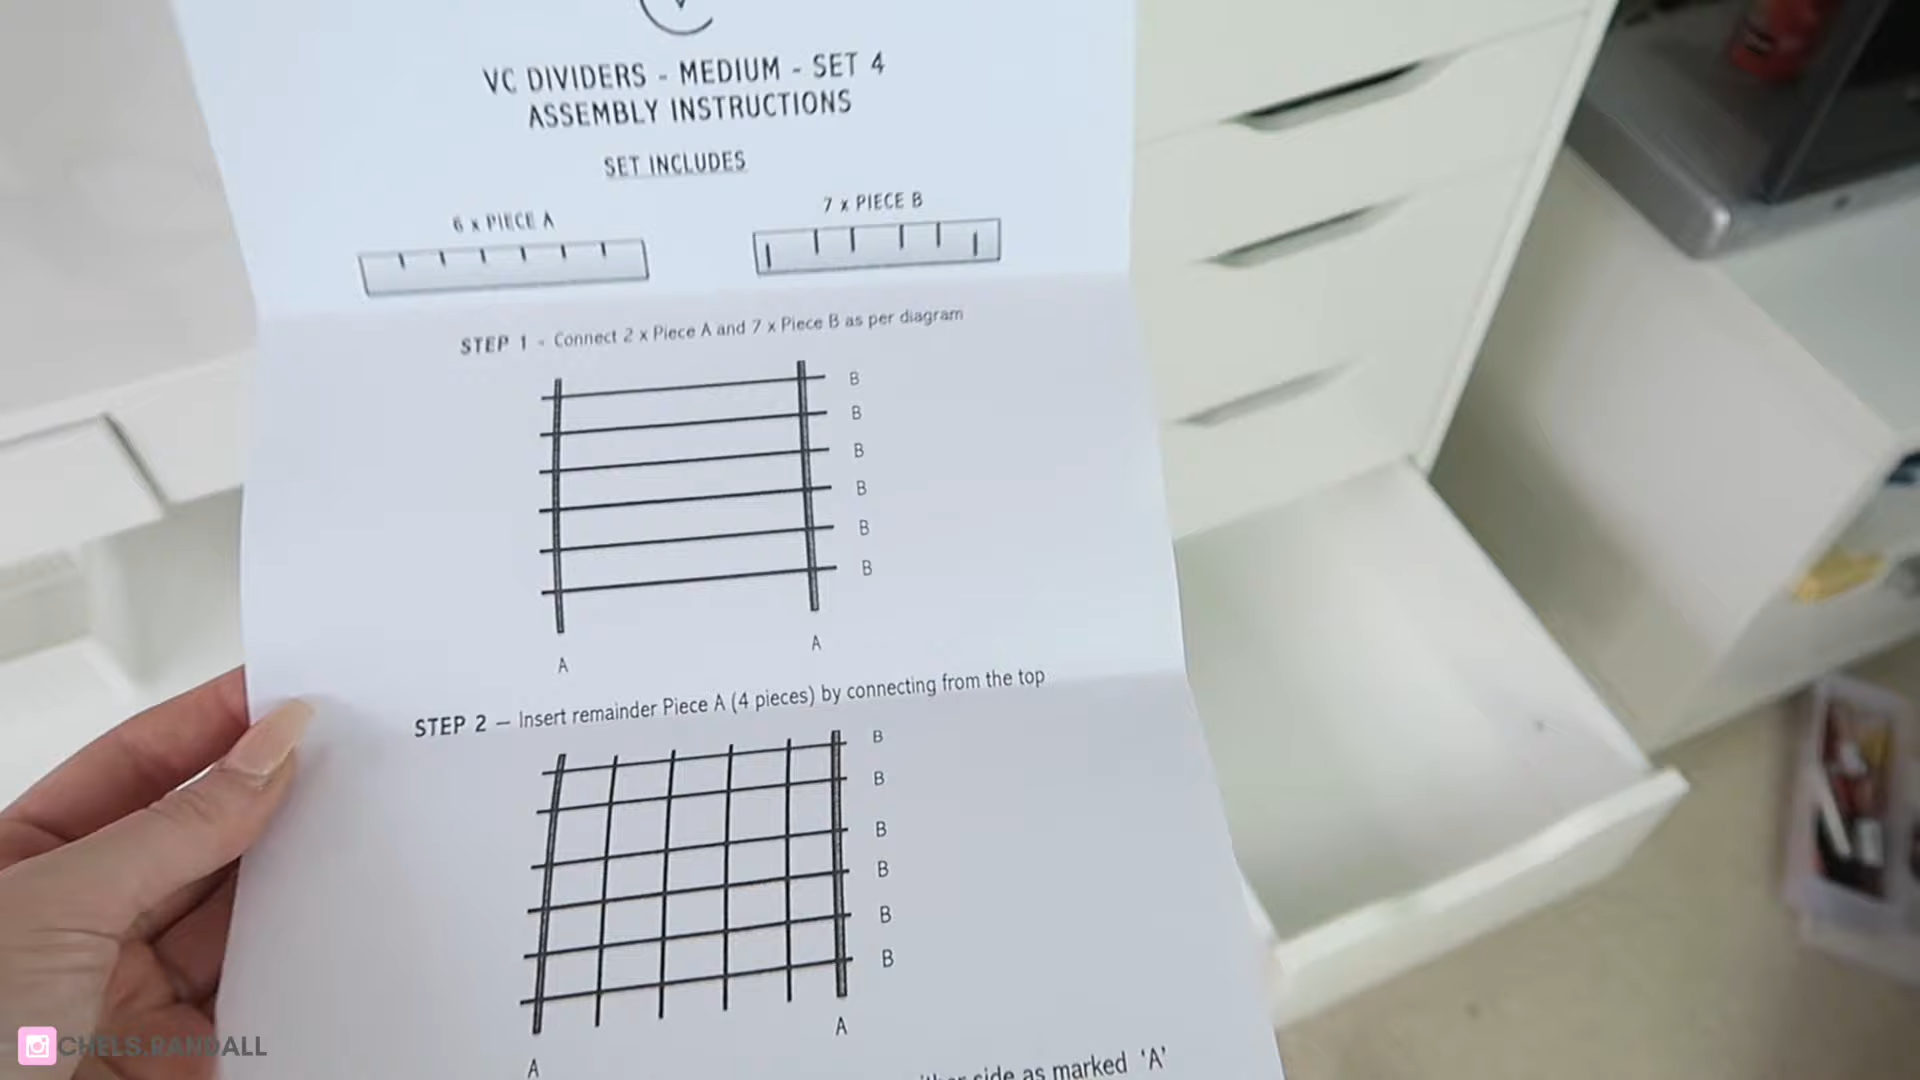 VC DIVIDERS - MEDIUM - SET 4
ASSEMBLY INSTRUCTIONS
SET INCLUDES
6 x PIECE A
7 x PIECE B
STEP 1 - Connect 2 x Piece A and 7 x Piece B as per diagram
B
B
B
B
B
B
A
A
STEP 2 – Insert remainder Piece A (4 pieces) by connecting from the top
B
B
B
B
B
B
A
A
side as marked ‘A’
CHELS.RANDALL